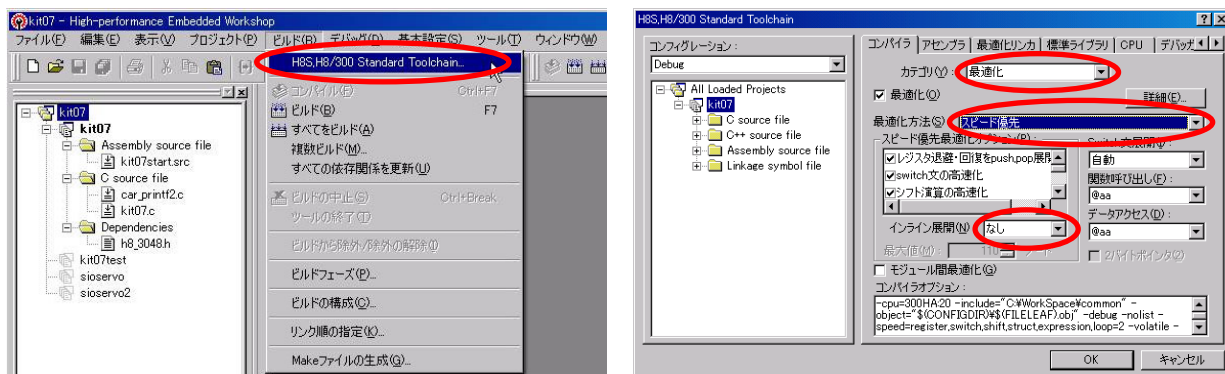 kit07 - High-performance Embedded Workshop
ファイル(F) 編集(E) 表示(V) プロジェクト(P) ビルド(B) デバッグ(D) 基本設定(S) ツール(T) ウィンドウ(W)
H8S,H8/300 Standard Toolchain...
コンパイル(F) Ctrl+F7
ビルド(B) F7
すべてをビルド(A)
複数ビルド(M)...
すべての依存関係を更新(U)
ビルドの中止(S) Ctrl+Break
ツールの終了(T)
ビルドから除外/除外の解除(I)
ビルドフェーズ(P)...
ビルドの構成(C)...
リンク順の指定(K)...
Makeファイルの生成(G)...
kit07
kit07
Assembly source file
kit07start.src
C source file
car_printf2.c
kit07.c
Dependencies
h8_3048.h
kit07test
sioservo
sioservo2
H8S,H8/300 Standard Toolchain
コンフィグレーション :
Debug
All Loaded Projects
kit07
C source file
C++ source file
Assembly source file
Linkage symbol file
コンパイラ アセンブラ 最適化リンカ 標準ライブラリ CPU デバッガ
カテゴリ(Y) : 最適化
最適化(O) 詳細(E)...
最適化方法(S) スピード優先
スピード優先最適化オプション(P) :
レジスタ退避・回復をpush,pop展開
switch文の高速化
シフト演算の高速化
インライン展開(N) なし
最大値(M) : 110
Switch文展開
自動
関数呼び出し(F) :
@aa
データアクセス(D) :
@aa
2バイトポインタ(2)
モジュール間最適化(G)
コンパイラオプション :
-cpu=300HA:20 -include="C:¥WorkSpace¥common" -
object="$(CONFIGDIR)¥$(FILELEAF).obj" -debug -nolist -
speed=register,switch,shift,struct,expression,loop=2 -volatile -
OK キャンセル